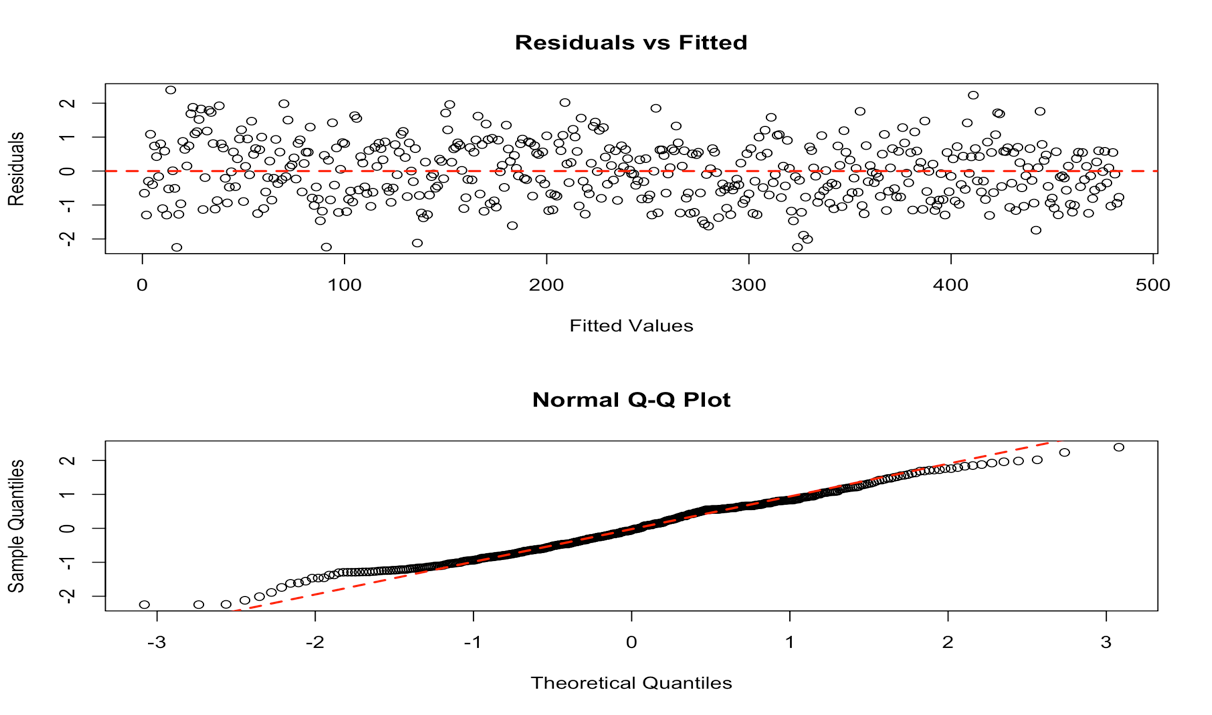 Residuals vs Fitted
Residuals
2
1
0
-1
-2
0 100 200 300 400 500
Fitted Values
Normal Q-Q Plot
Sample Quantiles
2
1
0
-1
-2
-3 -2 -1 0 1 2 3
Theoretical Quantiles